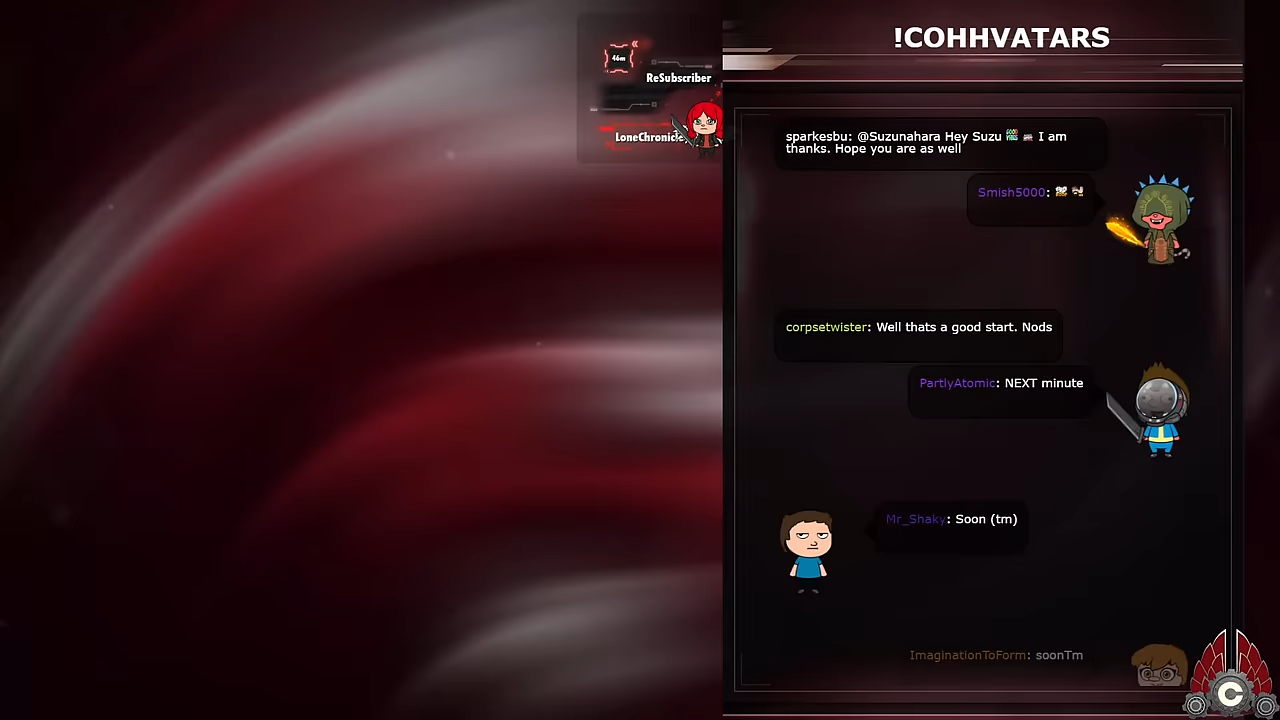 !COHHVATARS
46m
ReSubscriber
sparkesbu: @Suzunahara Hey Suzu I am
thanks. Hope you are as well
Smish5000:
corpsetwister: Well thats a good start. Nods
PartlyAtomic: NEXT minute
Mr_Shaky: Soon (tm)
ImaginationToForm: soonTm
C